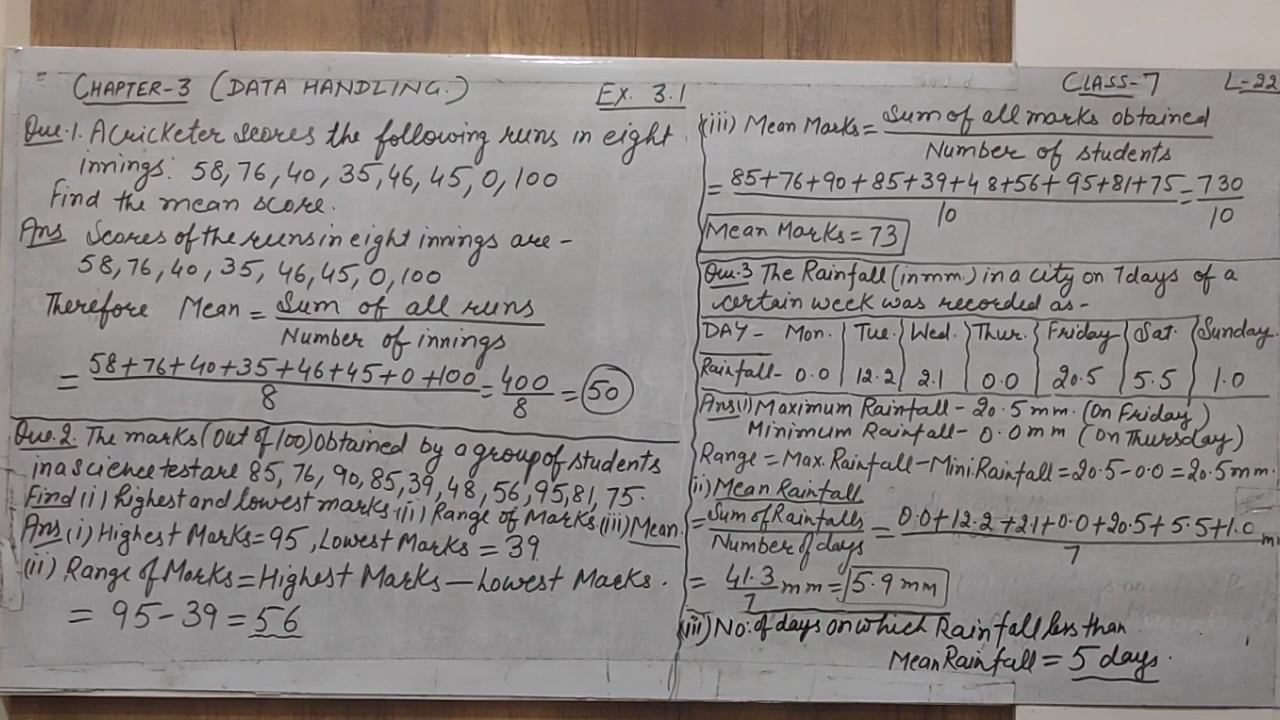 CHAPTER-3 (DATA HANDLING.)
EX. 3.1
CLASS-7
L-22
Que.1. A Cricketer scores the following runs in eight
innings: 58, 76, 40, 35, 46, 45, 0, 100
Find the mean score.
Ans Scores of the runs in eight innings are -
58, 76, 40, 35, 46, 45, 0, 100
Therefore Mean = Sum of all runs
Number of innings
= 58+76+40+35+46+45+0+100 = 400 = 50
8 8
Que.2. The marks (out of 100) obtained by a group of students
in a science test are 85, 76, 90, 85, 39, 48, 56, 95, 81, 75.
Find (i) highest and lowest marks (ii) Range of Marks (iii) Mean.
Ans (i) Highest Marks = 95, Lowest Marks = 39
(ii) Range of Marks = Highest Marks - Lowest Marks.
= 95 - 39 = 56
(iii) Mean Marks = Sum of all marks obtained
Number of students
= 85+76+90+85+39+48+56+95+81+75 = 730
10 10
Mean Marks = 73
Que.3 The Rainfall (in mm.) in a city on 7 days of a
certain week was recorded as -
DAY - Mon. Tue. Wed. Thur. Friday Sat. Sunday
Rainfall - 0.0 12.2 2.1 0.0 20.5 5.5 1.0
Ans (i) Maximum Rainfall - 20.5 mm. (On Friday)
Minimum Rainfall - 0.0 mm (On Thursday)
Range = Max. Rainfall - Mini. Rainfall = 20.5 - 0.0 = 20.5 mm.
(ii) Mean Rainfall
= Sum of Rainfalls = 0.0+12.2+2.1+0.0+20.5+5.5+1.0 m
Number of days 7
= 41.3 mm = 5.9 mm
7
(iii) No. of days on which Rainfall less than
Mean Rainfall = 5 days.